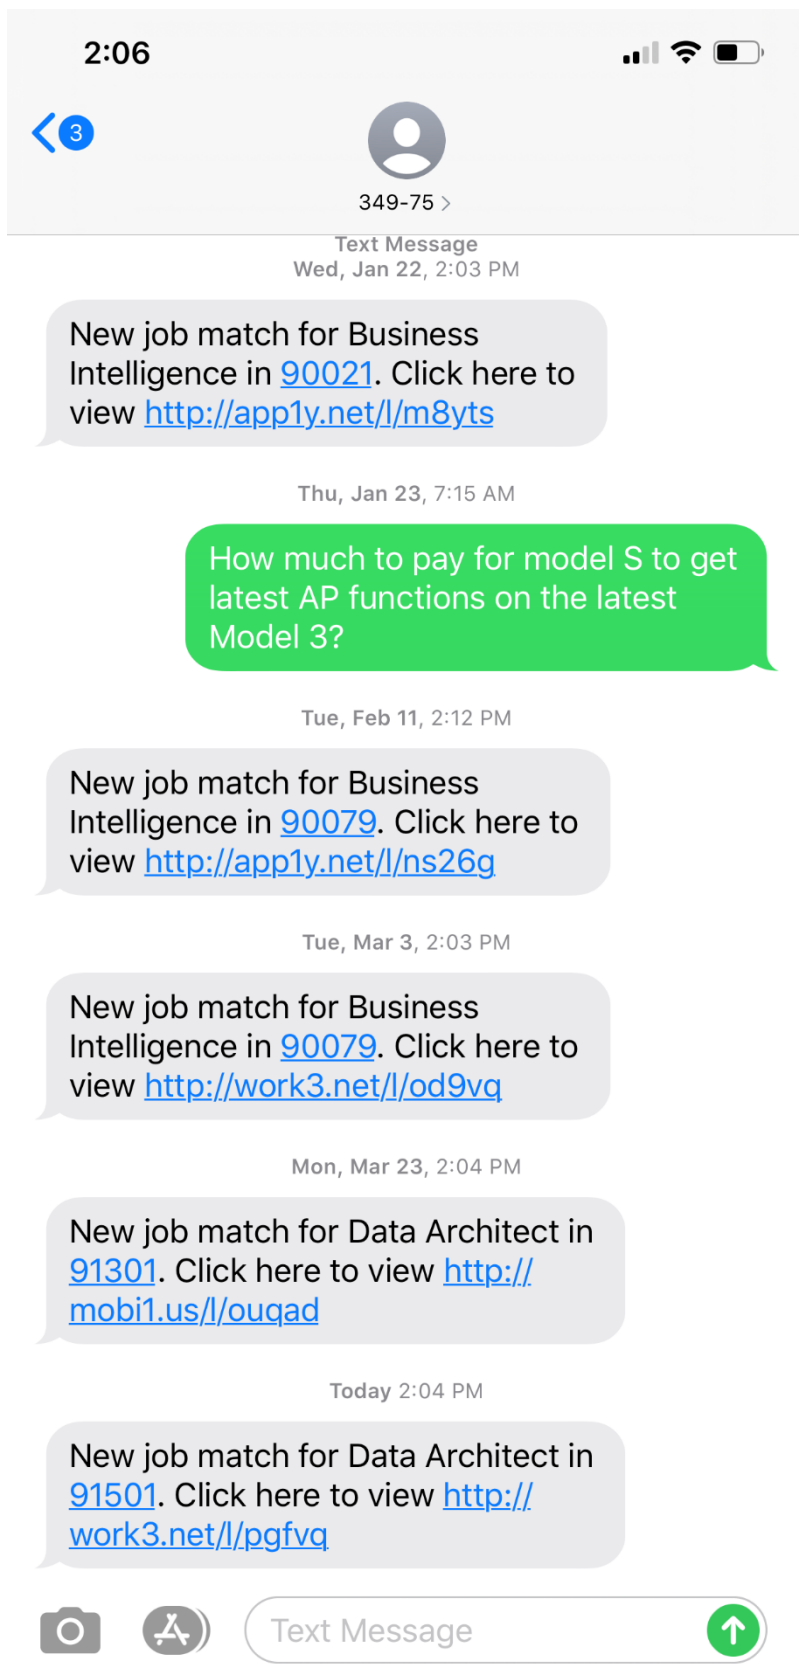 2:06
3
349-75
Text Message
Wed, Jan 22, 2:03 PM
New job match for Business
Intelligence in 90021. Click here to
view http://app1y.net/l/m8yts
Thu, Jan 23, 7:15 AM
How much to pay for model S to get
latest AP functions on the latest
Model 3?
Tue, Feb 11, 2:12 PM
New job match for Business
Intelligence in 90079. Click here to
view http://app1y.net/l/ns26g
Tue, Mar 3, 2:03 PM
New job match for Business
Intelligence in 90079. Click here to
view http://work3.net/l/od9vq
Mon, Mar 23, 2:04 PM
New job match for Data Architect in
91301. Click here to view http://
mobi1.us/l/ouqad
Today 2:04 PM
New job match for Data Architect in
91501. Click here to view http://
work3.net/l/pgfvq
Text Message